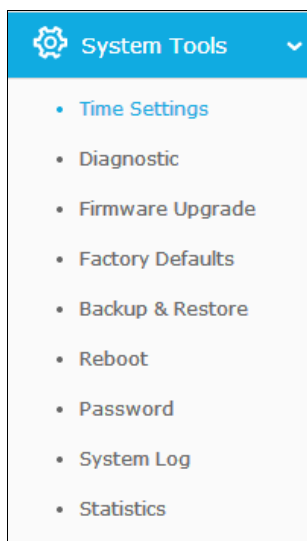 System Tools
Time Settings
Diagnostic
Firmware Upgrade
Factory Defaults
Backup & Restore
Reboot
Password
System Log
Statistics